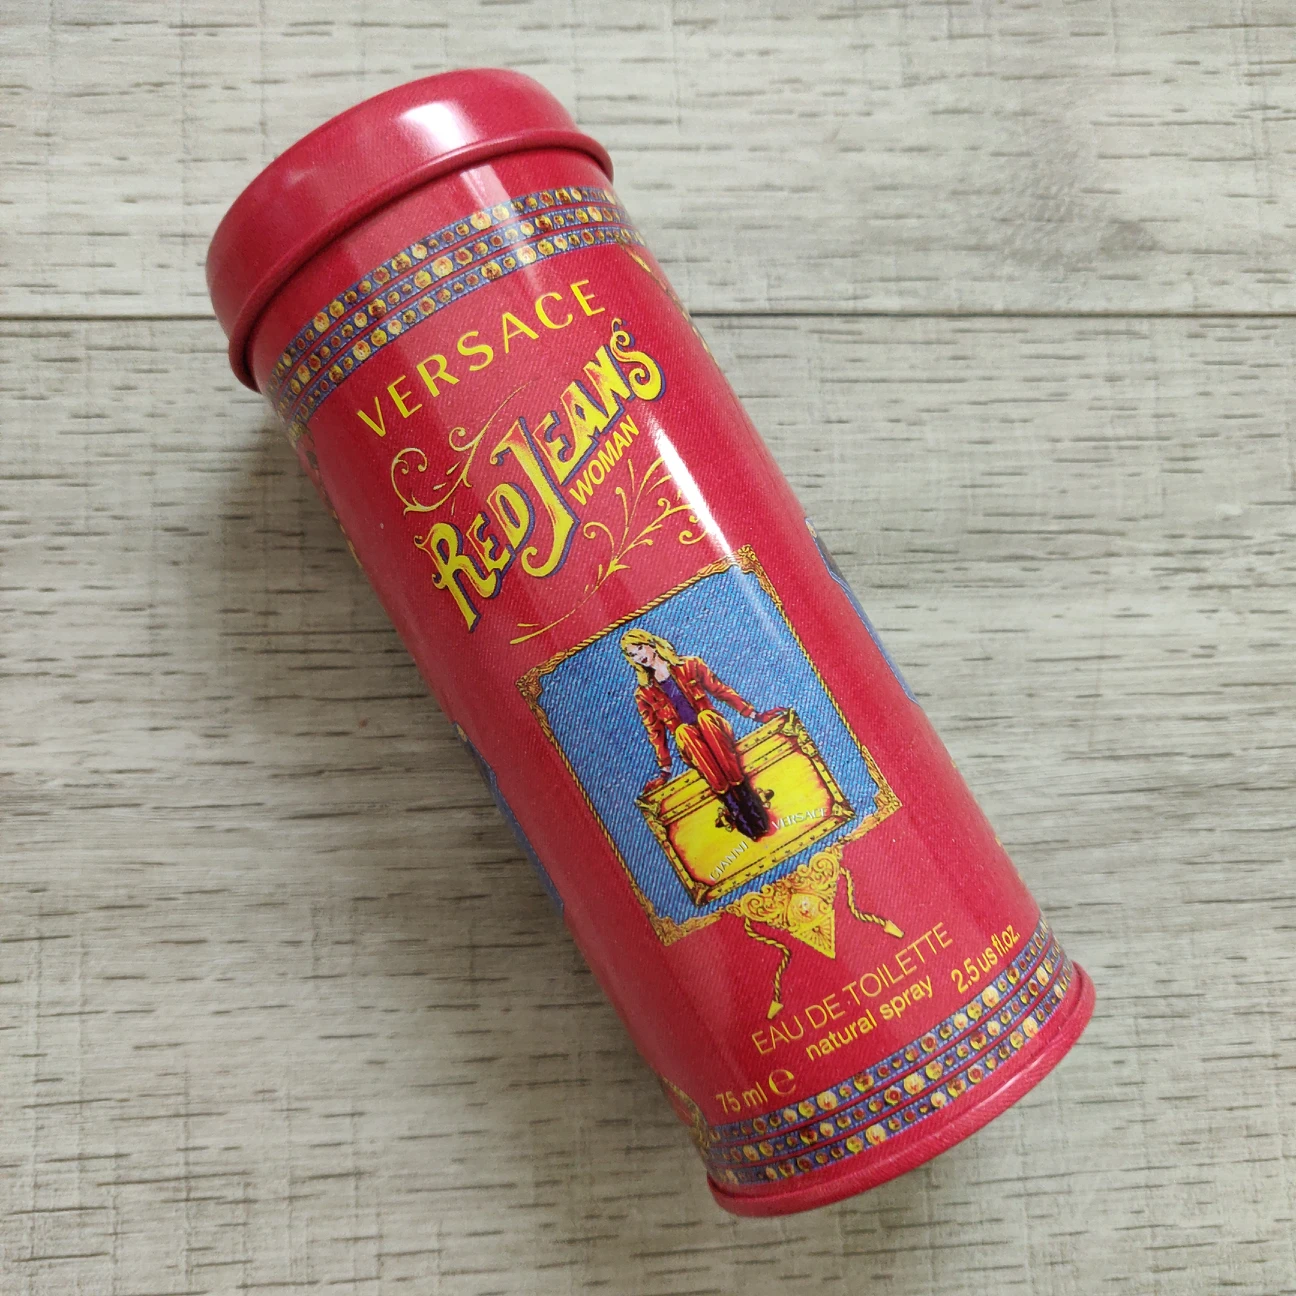 VERSACE
RED JEANS
WOMAN
GIANNI VERSACE
EAU DE TOILETTE
natural spray
75 ml ℮ 2.5 us fl.oz.